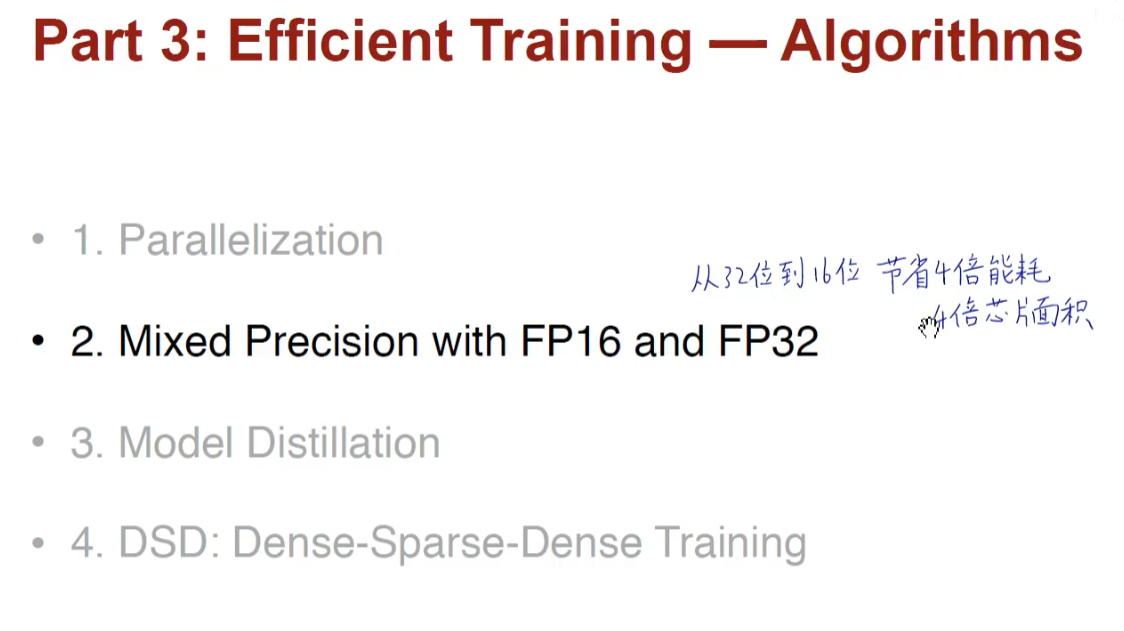 Part 3: Efficient Training — Algorithms
• 1. Parallelization
从32位到16位 节省4倍能耗
4倍芯片面积
• 2. Mixed Precision with FP16 and FP32
• 3. Model Distillation
• 4. DSD: Dense-Sparse-Dense Training